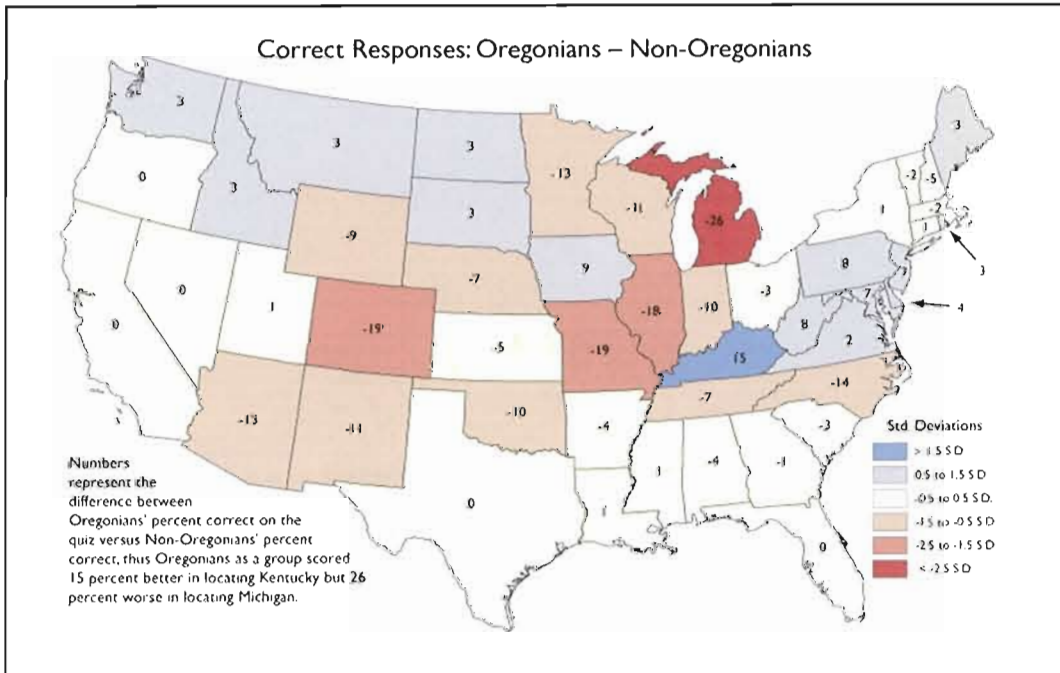 Correct Responses: Oregonians – Non-Oregonians
3
0
3
3
3
3
-9
-7
-13
-11
9
-26
0
0
1
-19
-5
-19
-18
-10
-3
15
8
8
7
2
1
-2
-5
3
-2
1
3
4
-13
-11
-10
-4
-7
-14
-3
0
-4
0
Numbers
represent the
difference between
Oregonians' percent correct on the
quiz versus Non-Oregonians' percent
correct, thus Oregonians as a group scored
15 percent better in locating Kentucky but 26
percent worse in locating Michigan.
Std Deviations
> 1.5 SD
0.5 to 1.5 SD
-0.5 to 0.5 SD.
-1.5 to -0.5 SD
-2.5 to -1.5 SD
< -2.5 SD